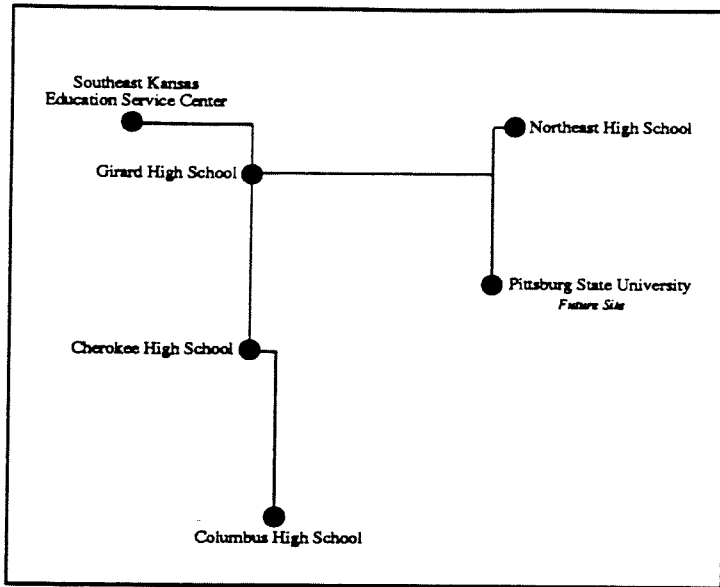 Southeast Kansas
Education Service Center
Northeast High School
Girard High School
Pittsburg State University
Future Site
Cherokee High School
Columbus High School